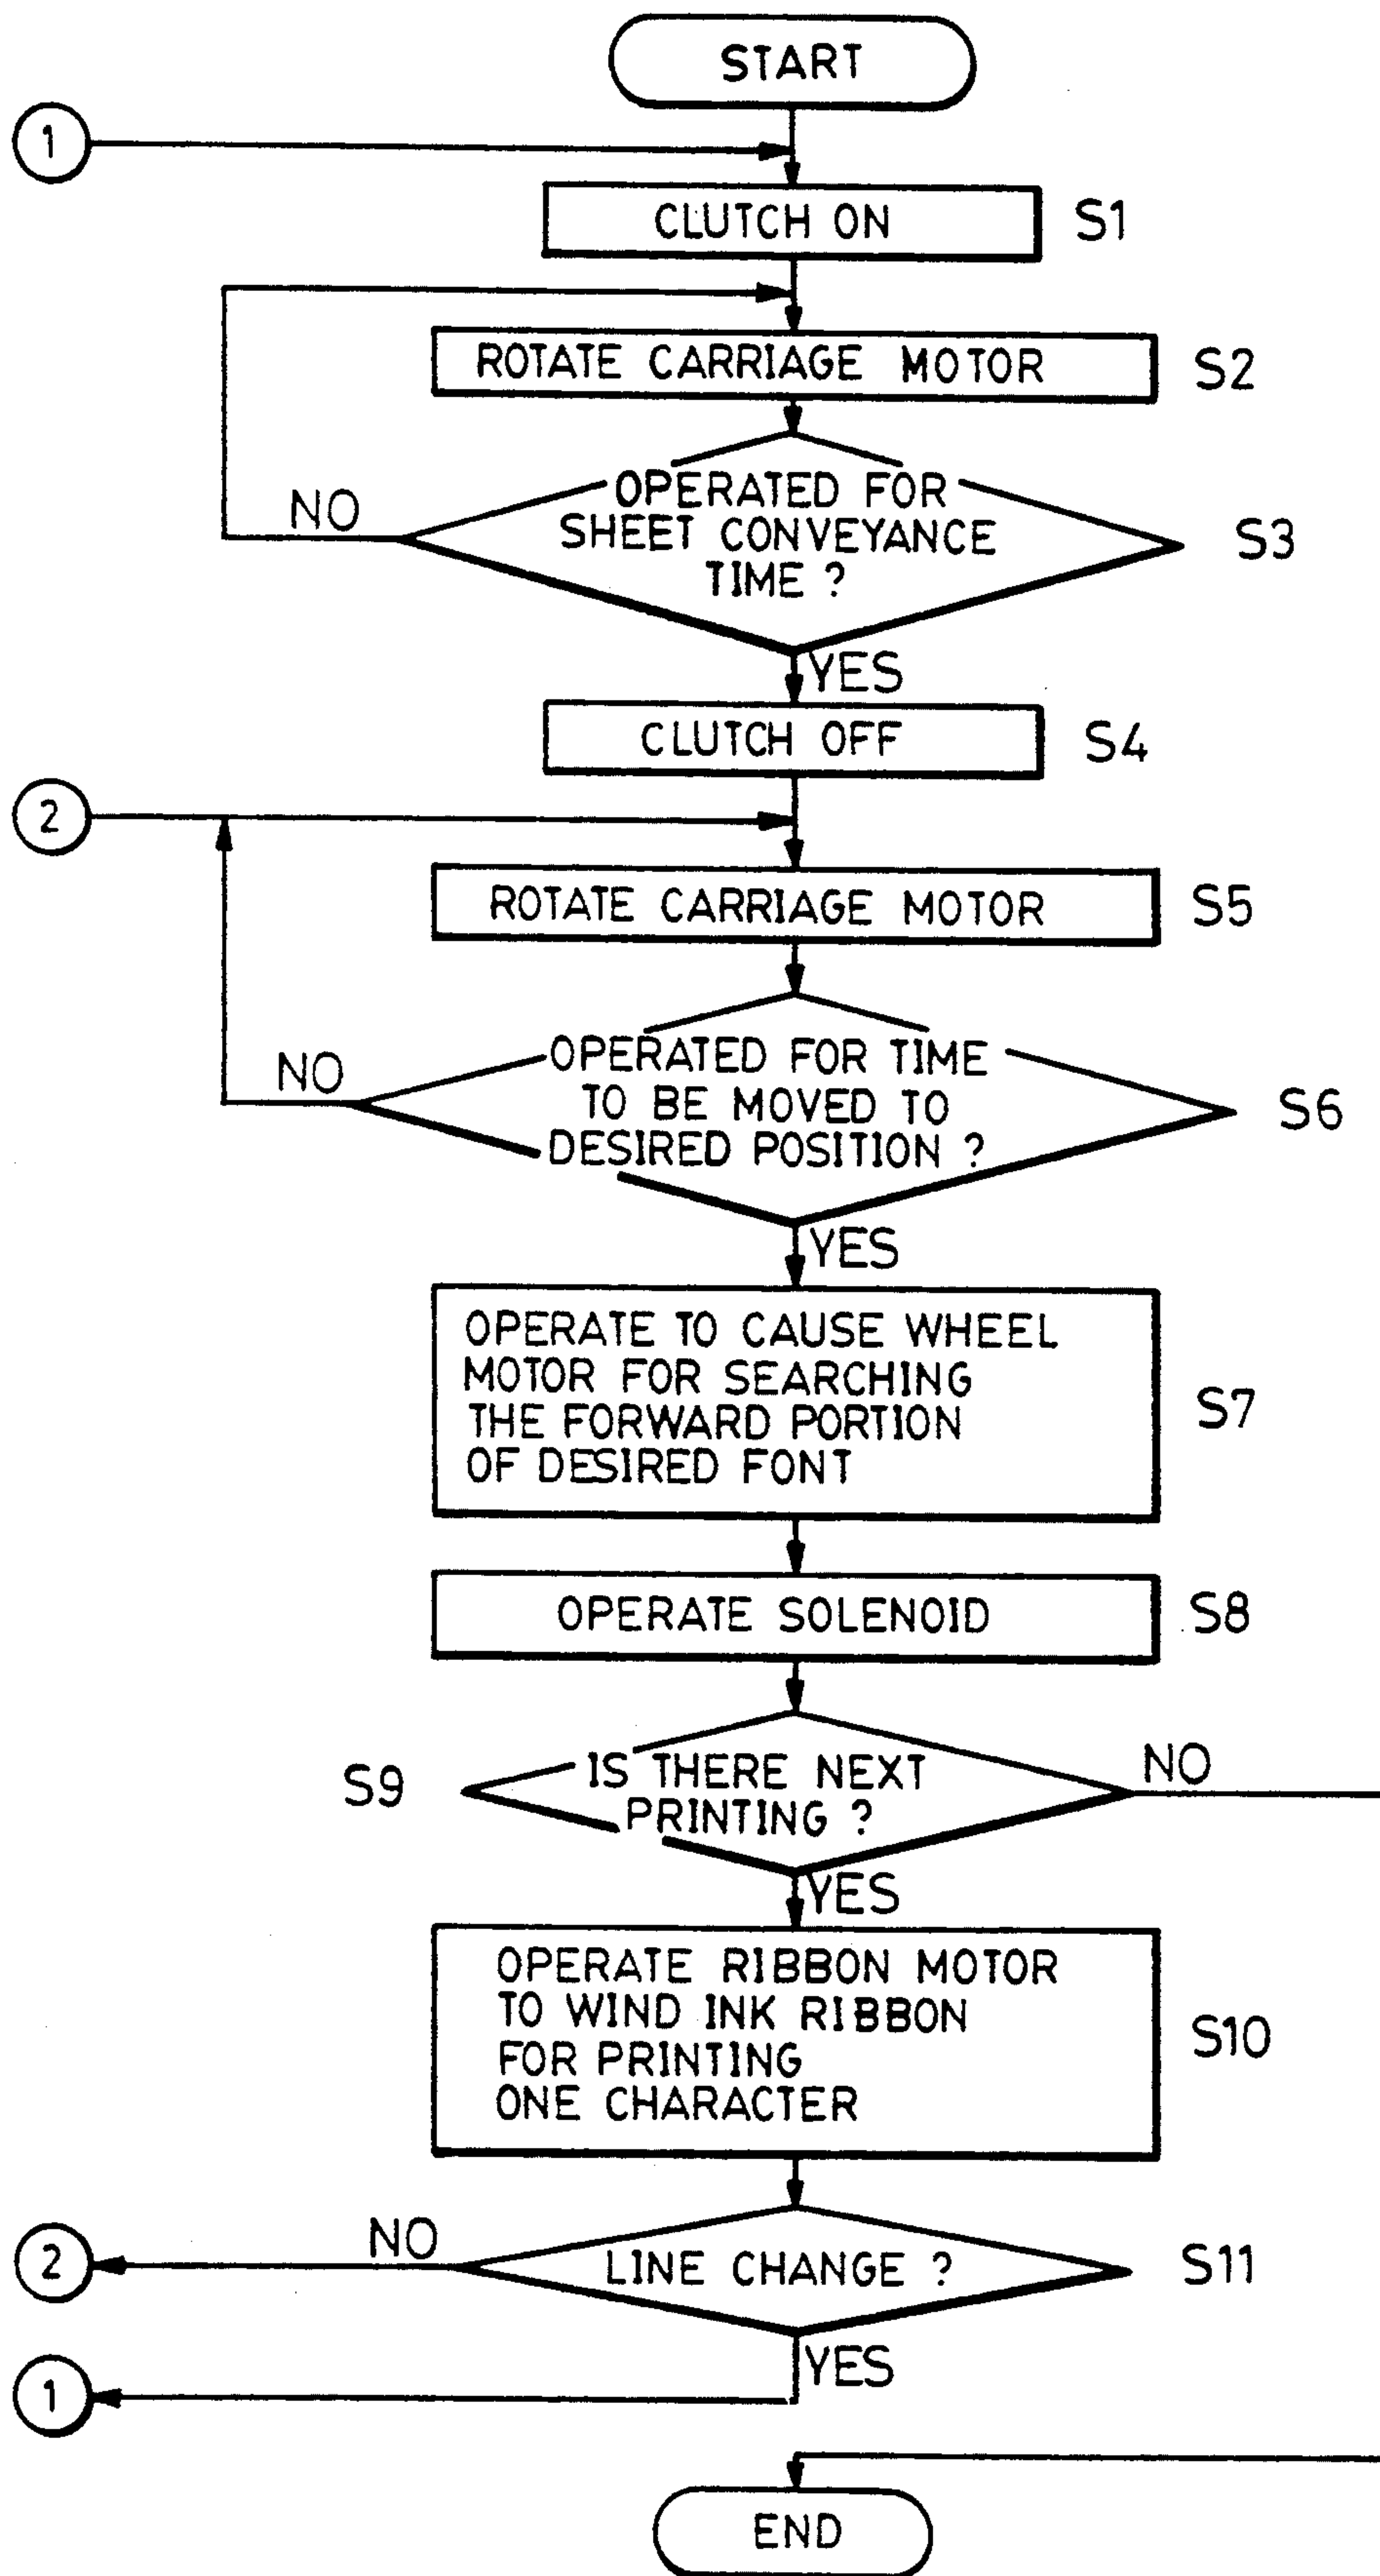 START
1
CLUTCH ON
S1
ROTATE CARRIAGE MOTOR
S2
OPERATED FOR
SHEET CONVEYANCE
TIME ?
NO
S3
YES
CLUTCH OFF
S4
2
ROTATE CARRIAGE MOTOR
S5
OPERATED FOR TIME
TO BE MOVED TO
DESIRED POSITION ?
NO
S6
YES
OPERATE TO CAUSE WHEEL
MOTOR FOR SEARCHING
THE FORWARD PORTION
OF DESIRED FONT
S7
OPERATE SOLENOID
S8
S9
IS THERE NEXT
PRINTING ?
NO
YES
OPERATE RIBBON MOTOR
TO WIND INK RIBBON
FOR PRINTING
ONE CHARACTER
S10
2
NO
LINE CHANGE ?
S11
YES
1
END